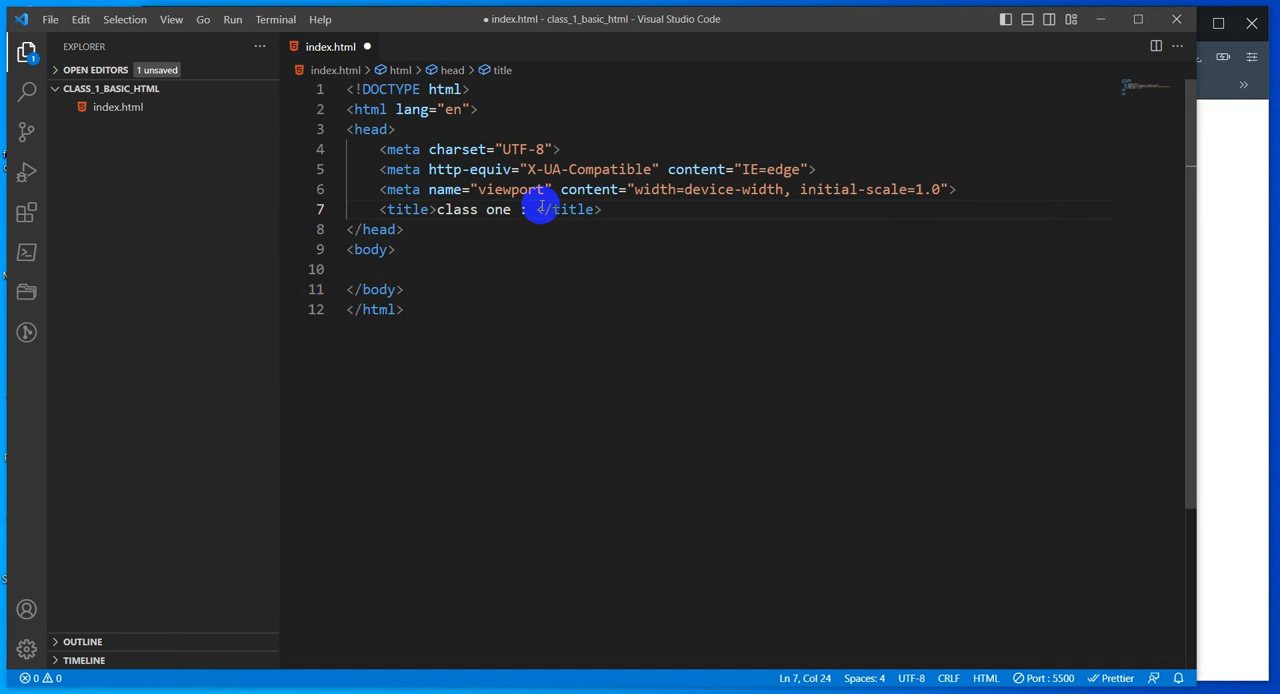 File Edit Selection View Go Run Terminal Help ● index.html - class_1_basic_html - Visual Studio Code
EXPLORER ···
index.html ●
OPEN EDITORS 1 unsaved
index.html > html > head > title
CLASS_1_BASIC_HTML
index.html
1 <!DOCTYPE html>
2 <html lang="en">
3 <head>
4 <meta charset="UTF-8">
5 <meta http-equiv="X-UA-Compatible" content="IE=edge">
6 <meta name="viewport" content="width=device-width, initial-scale=1.0">
7 <title>class one : </title>
8 </head>
9 <body>
10
11 </body>
12 </html>
OUTLINE
TIMELINE
0 0 Ln 7, Col 24 Spaces: 4 UTF-8 CRLF HTML Port : 5500 Prettier
1